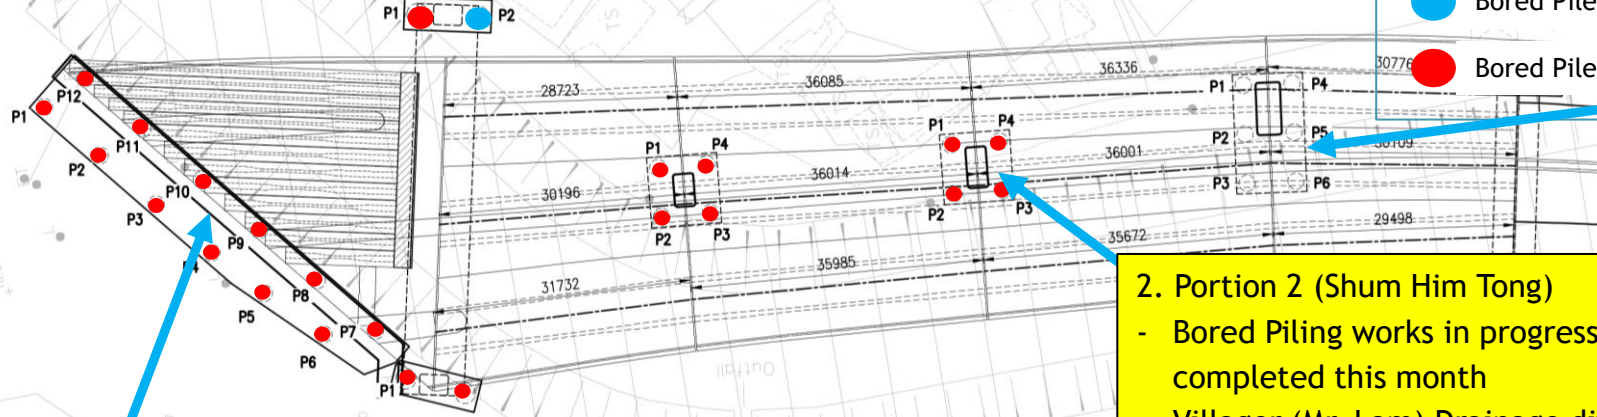 P1
P2
Bored Pile
Bored Pile
P12
P1
P11
P2
P10
P3
P9
P8
P5
P7
P6
P1
28723
36085
36336
30776
30196
36014
36001
30109
31732
35985
35672
29498
P1
P4
P2
P3
P1
P4
P2
P3
P1
P4
P2
P5
P3
P6
Outfall
2. Portion 2 (Shum Him Tong)
- Bored Piling works in progress
completed this month